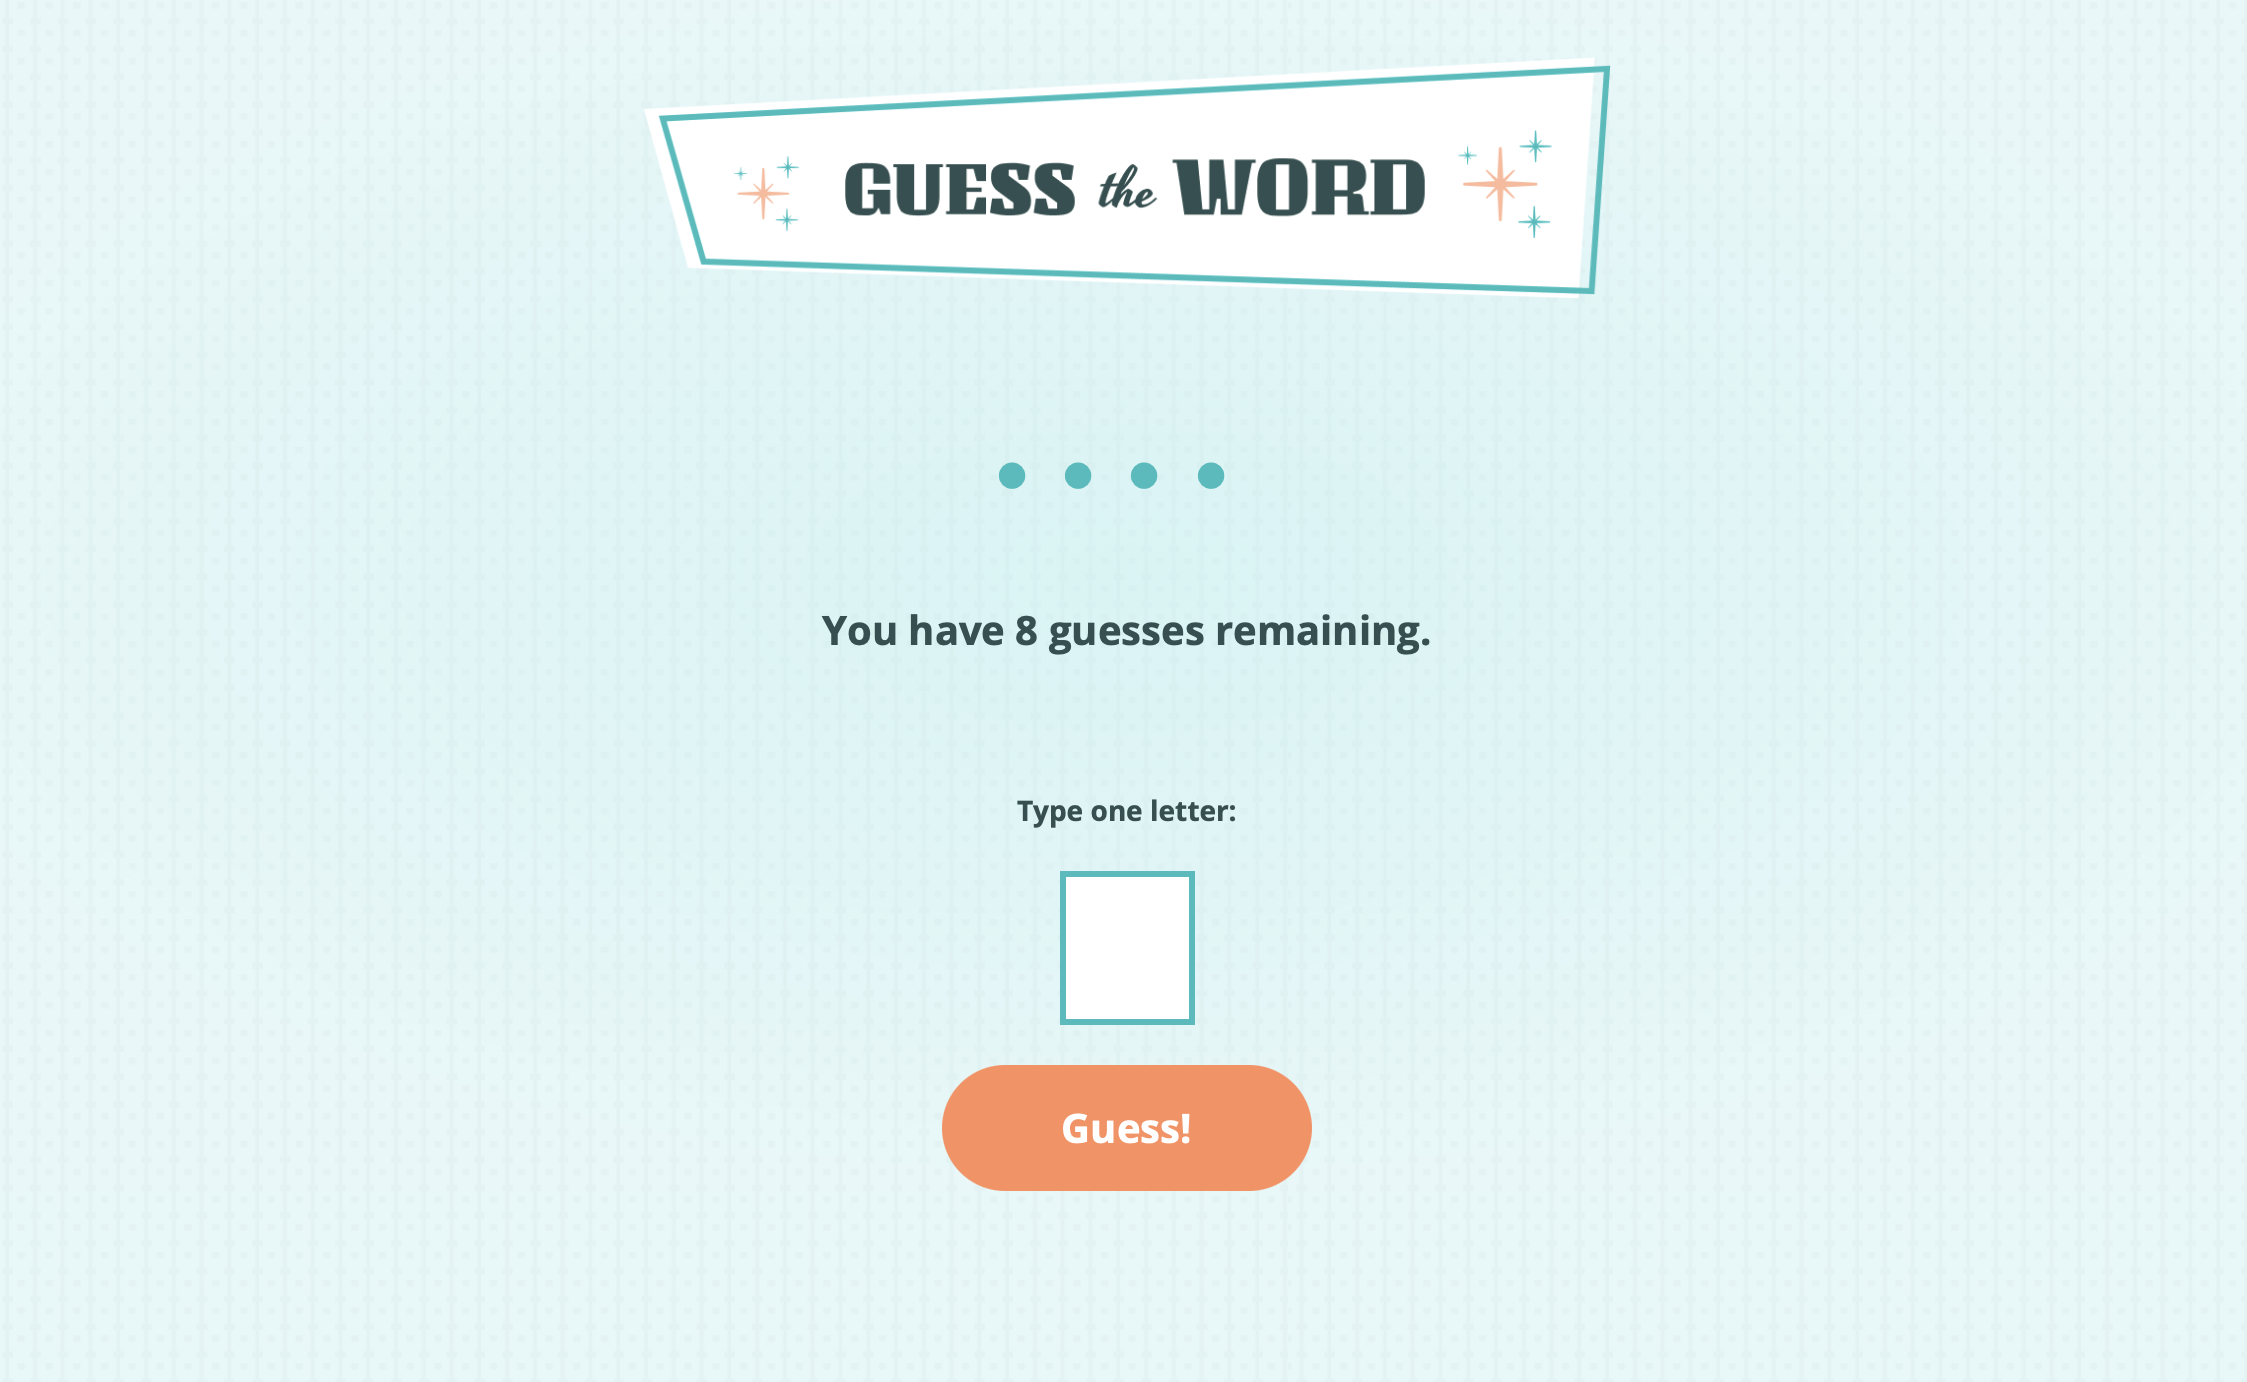 GUESS the WORD
● ● ● ●
You have 8 guesses remaining.
Type one letter:
Guess!